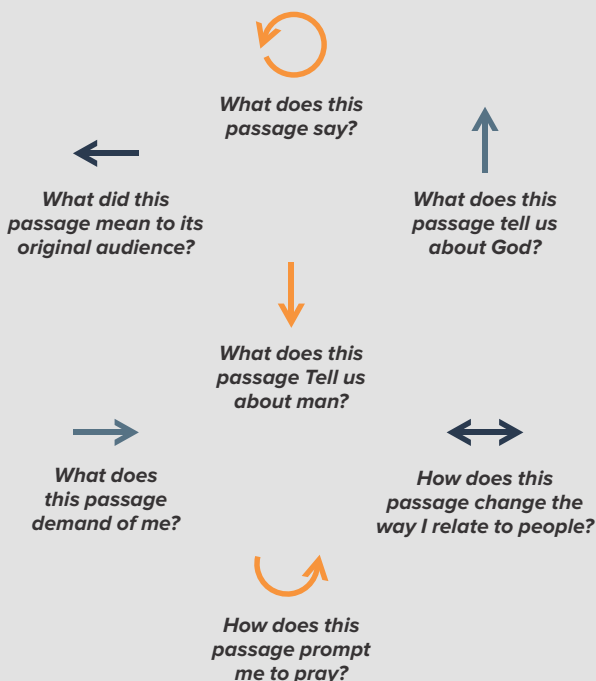 What does this
passage say?
What did this
passage mean to its
original audience?
What does this
passage tell us
about God?
What does this
passage Tell us
about man?
What does
this passage
demand of me?
How does this
passage change the
way I relate to people?
How does this
passage prompt
me to pray?